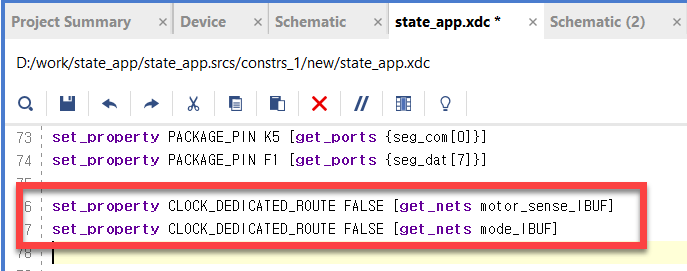 Project Summary × Device × Schematic × state_app.xdc * × Schematic (2) ×
D:/work/state_app/state_app.srcs/constrs_1/new/state_app.xdc
73 set_property PACKAGE_PIN K5 [get_ports {seg_com[0]}]
74 set_property PACKAGE_PIN F1 [get_ports {seg_dat[7]}]
6 set_property CLOCK_DEDICATED_ROUTE FALSE [get_nets motor_sense_IBUF]
7 set_property CLOCK_DEDICATED_ROUTE FALSE [get_nets mode_IBUF]
78